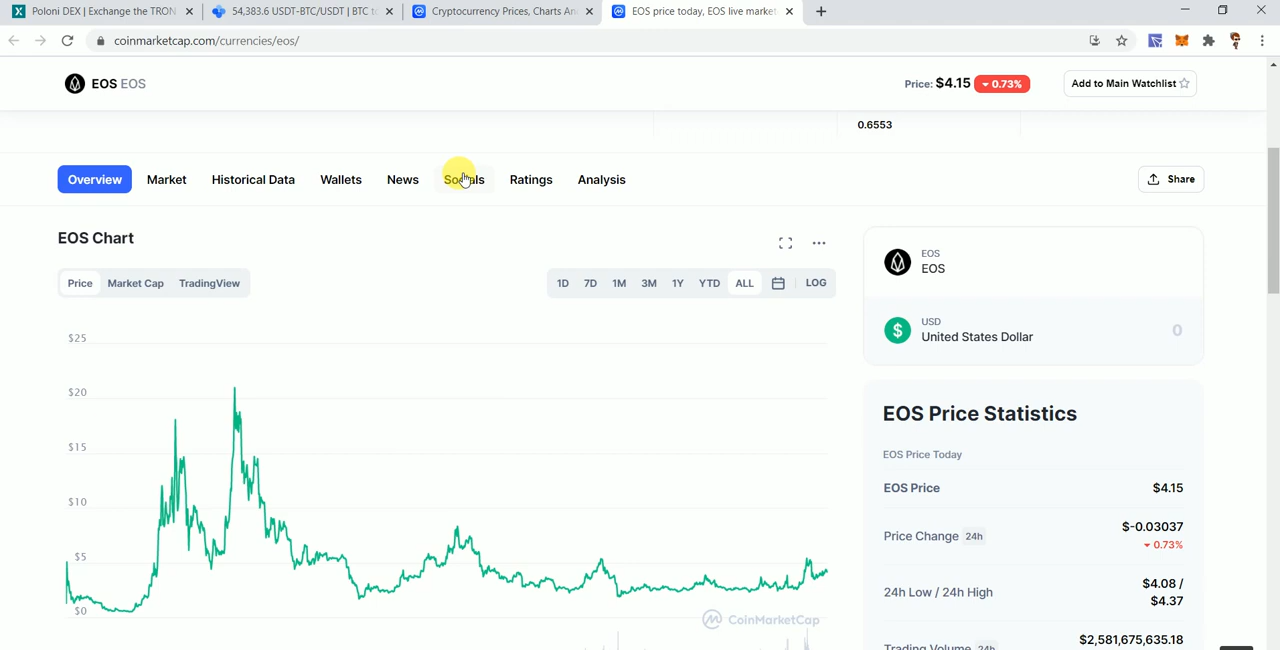 Poloni DEX | Exchange the TRON
54,383.6 USDT-BTC/USDT | BTC to
Cryptocurrency Prices, Charts An
EOS price today, EOS live market
coinmarketcap.com/currencies/eos/
EOS EOS
Price: $4.15
0.73%
Add to Main Watchlist
0.6553
Overview
Market
Historical Data
Wallets
News
Socials
Ratings
Analysis
Share
EOS Chart
Price
Market Cap
TradingView
1D
7D
1M
3M
1Y
YTD
ALL
LOG
$25
$20
$15
$10
$5
$0
CoinMarketCap
EOS
EOS
USD
United States Dollar
0
EOS Price Statistics
EOS Price Today
EOS Price
$4.15
Price Change 24h
$-0.03037
0.73%
24h Low / 24h High
$4.08 /
$4.37
Trading Volume 24h
$2,581,675,635.18